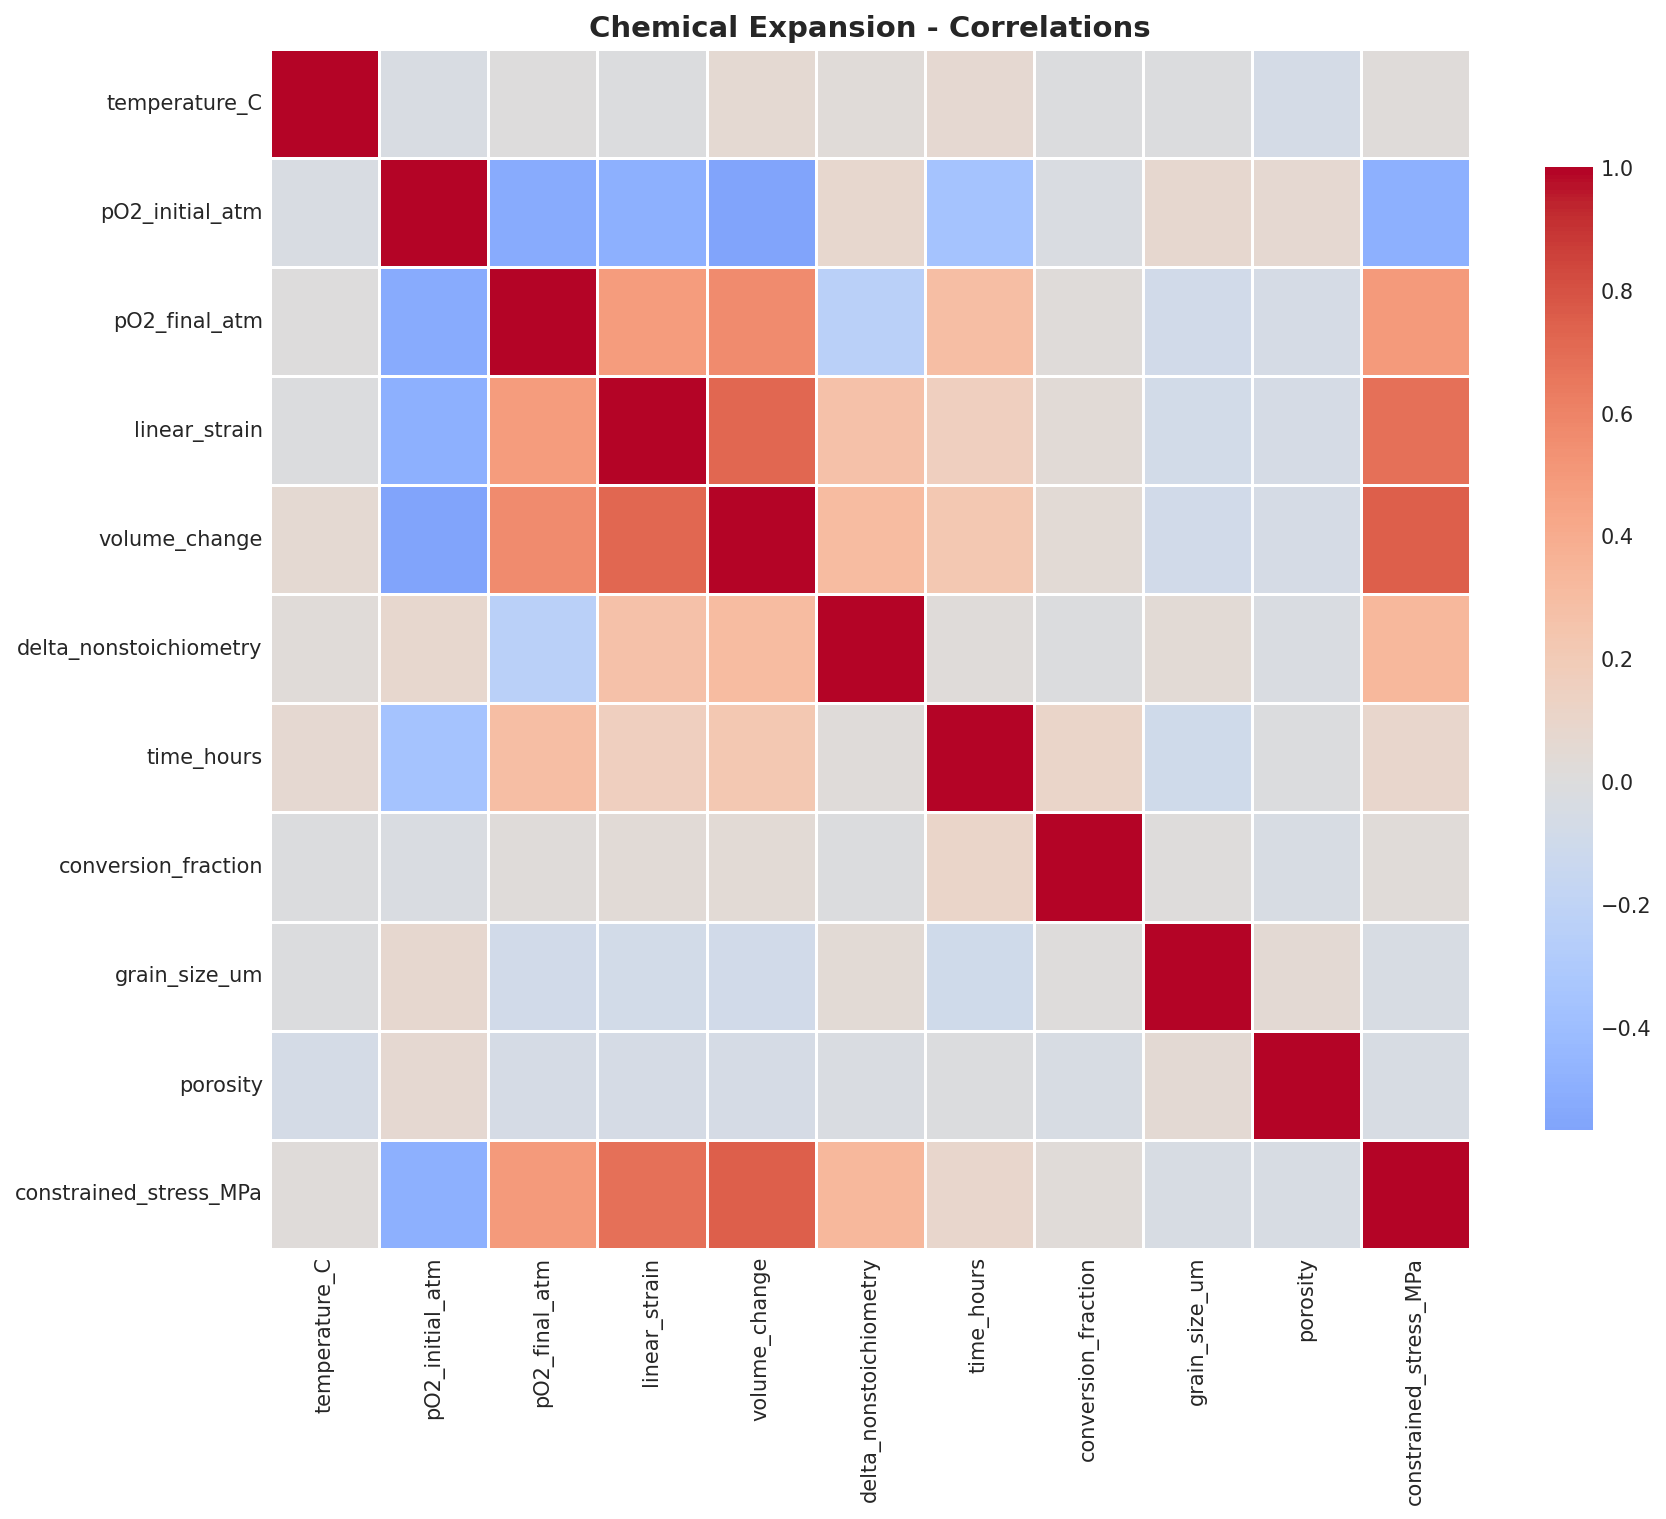 Chemical Expansion - Correlations
temperature_C
pO2_initial_atm
pO2_final_atm
linear_strain
volume_change
delta_nonstoichiometry
time_hours
conversion_fraction
grain_size_um
porosity
constrained_stress_MPa
temperature_C
pO2_initial_atm
pO2_final_atm
linear_strain
volume_change
delta_nonstoichiometry
time_hours
conversion_fraction
grain_size_um
porosity
constrained_stress_MPa
1.0
0.8
0.6
0.4
0.2
0.0
−0.2
−0.4